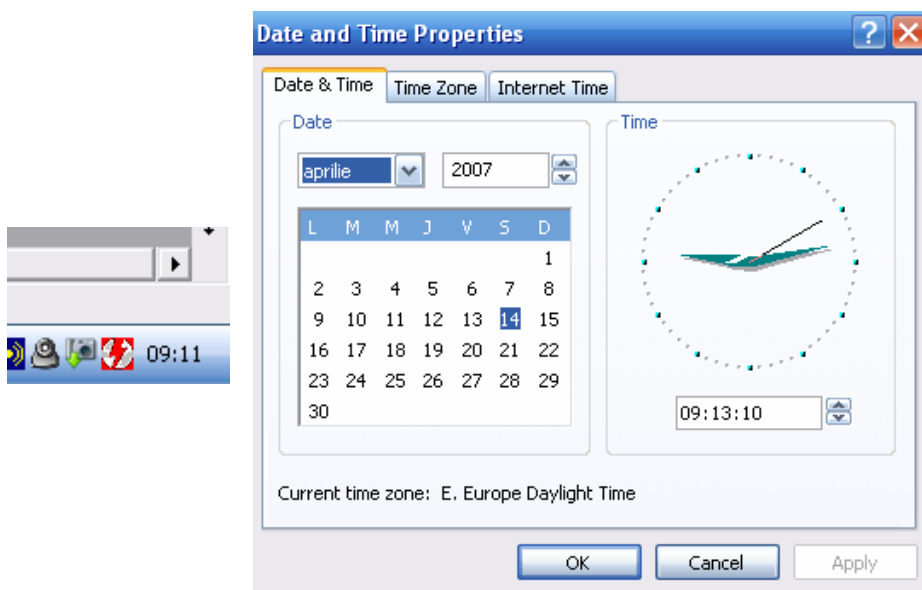 09:11
Date and Time Properties
Date & Time Time Zone Internet Time
Date
aprilie 2007
L M M J V S D
1
2 3 4 5 6 7 8
9 10 11 12 13 14 15
16 17 18 19 20 21 22
23 24 25 26 27 28 29
30
Time
09:13:10
Current time zone: E. Europe Daylight Time
OK Cancel Apply